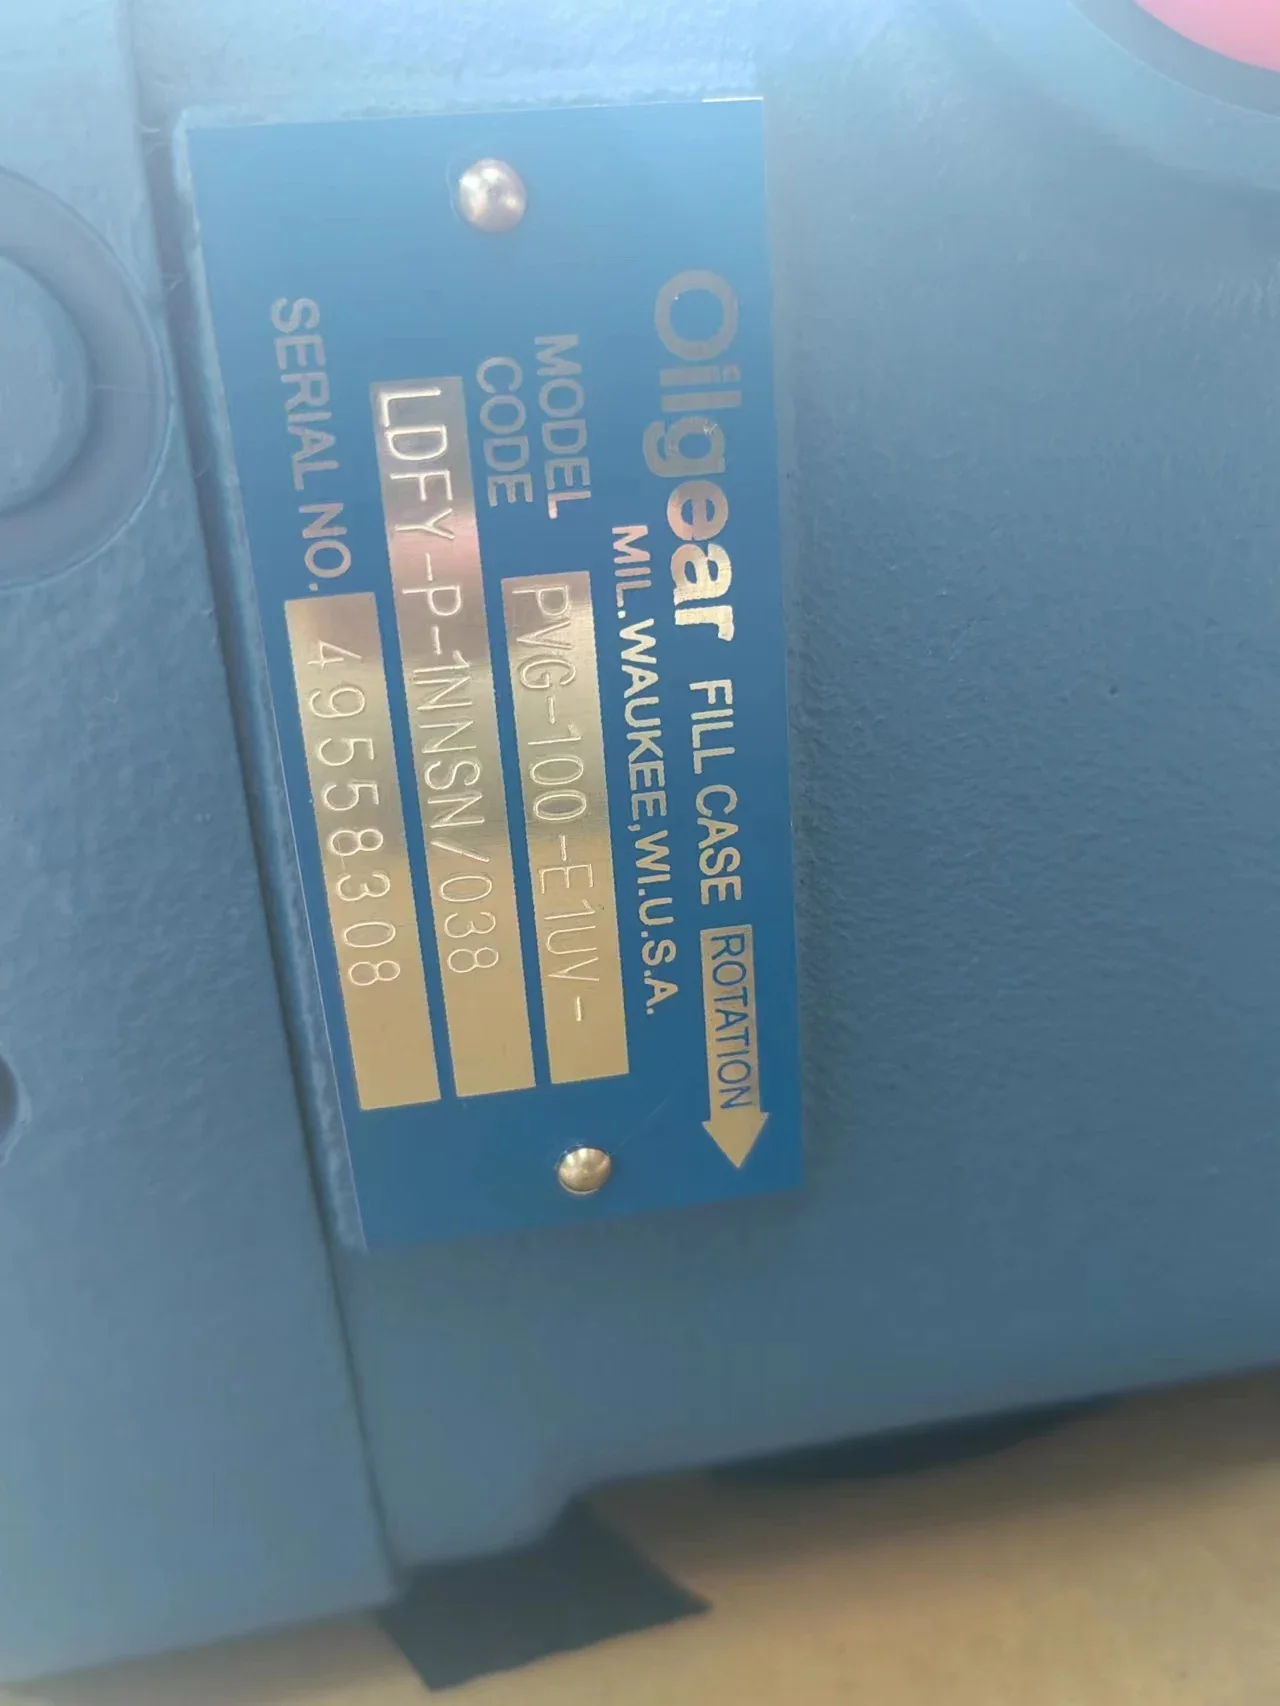 Oilgear FILL CASE ROTATION
MIL.WAUKEE,WI.U.S.A.
MODEL PVG-100-E1UV-
CODE
LDFY-P-1NNSN/038
SERIAL NO. 49558308